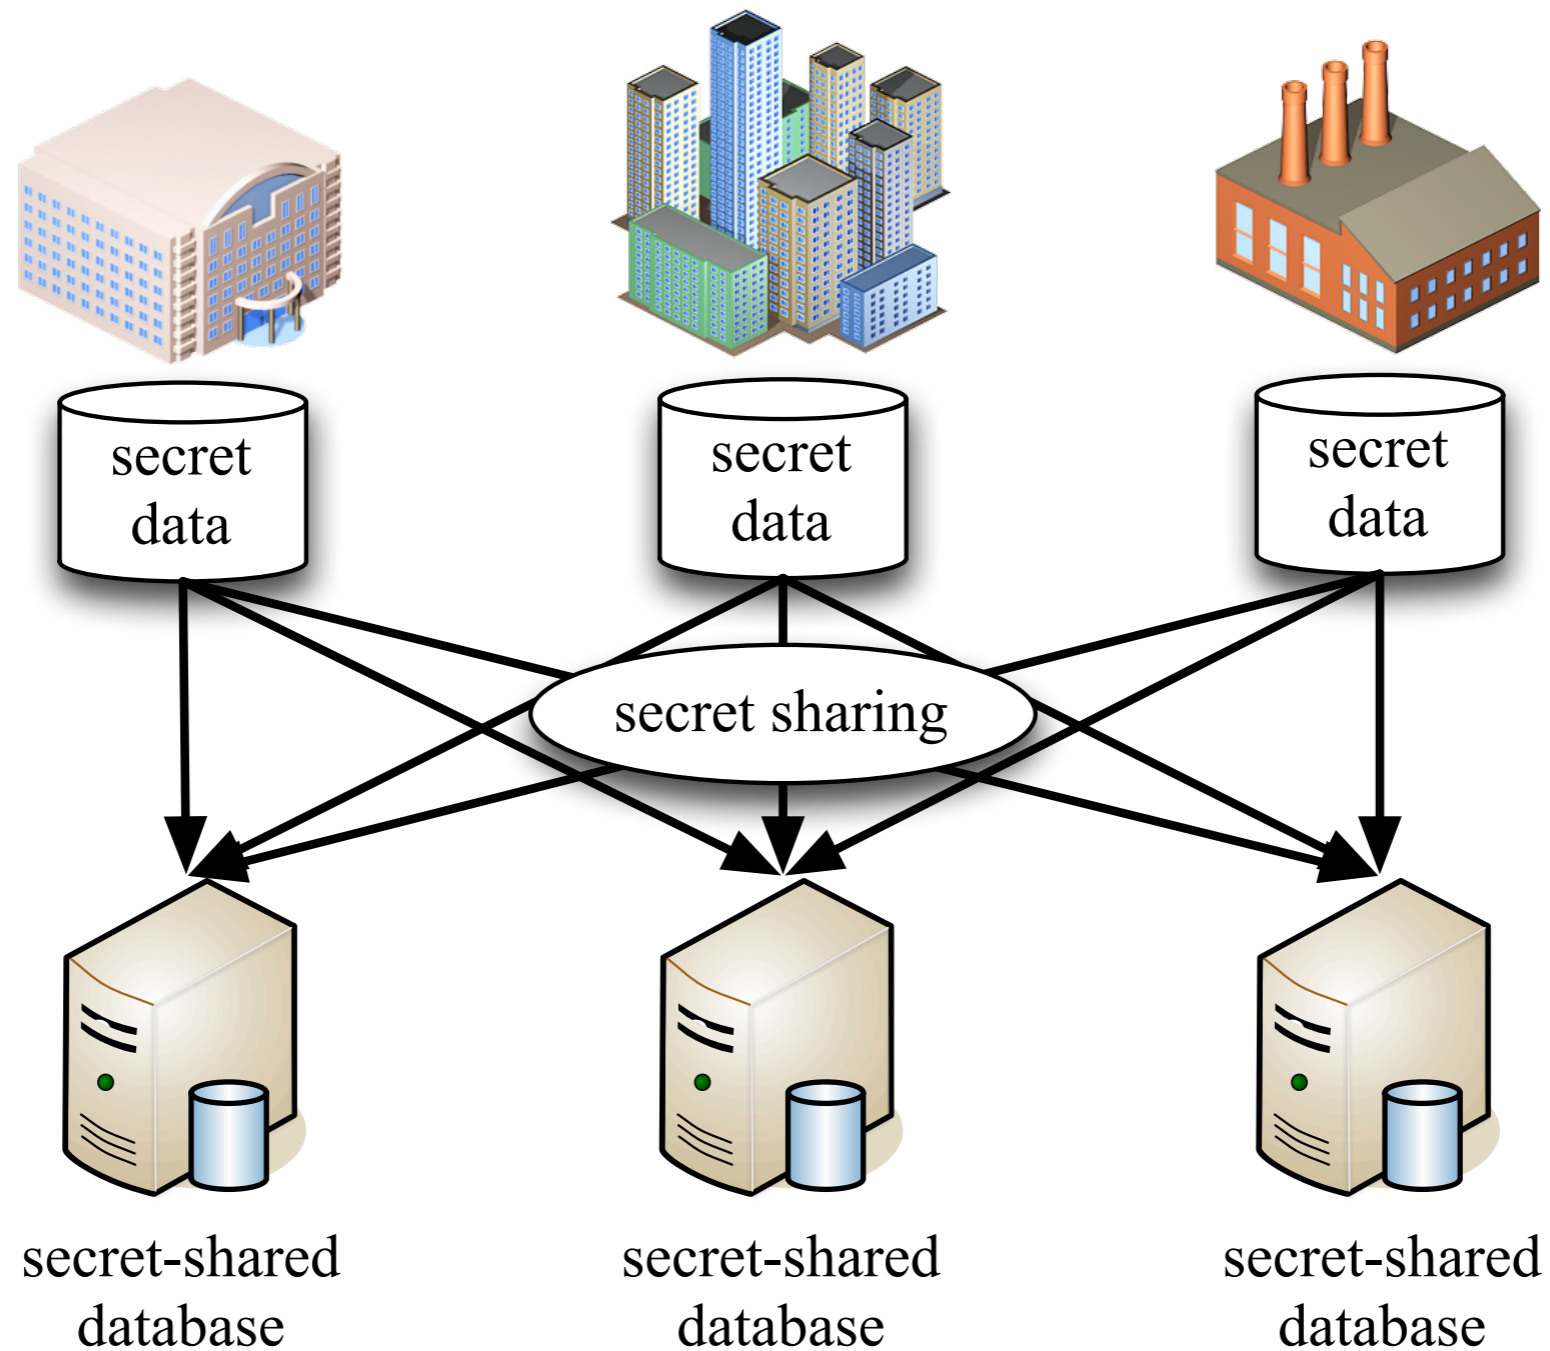 secret
data
secret
data
secret
data
secret sharing
secret-shared
database
secret-shared
database
secret-shared
database